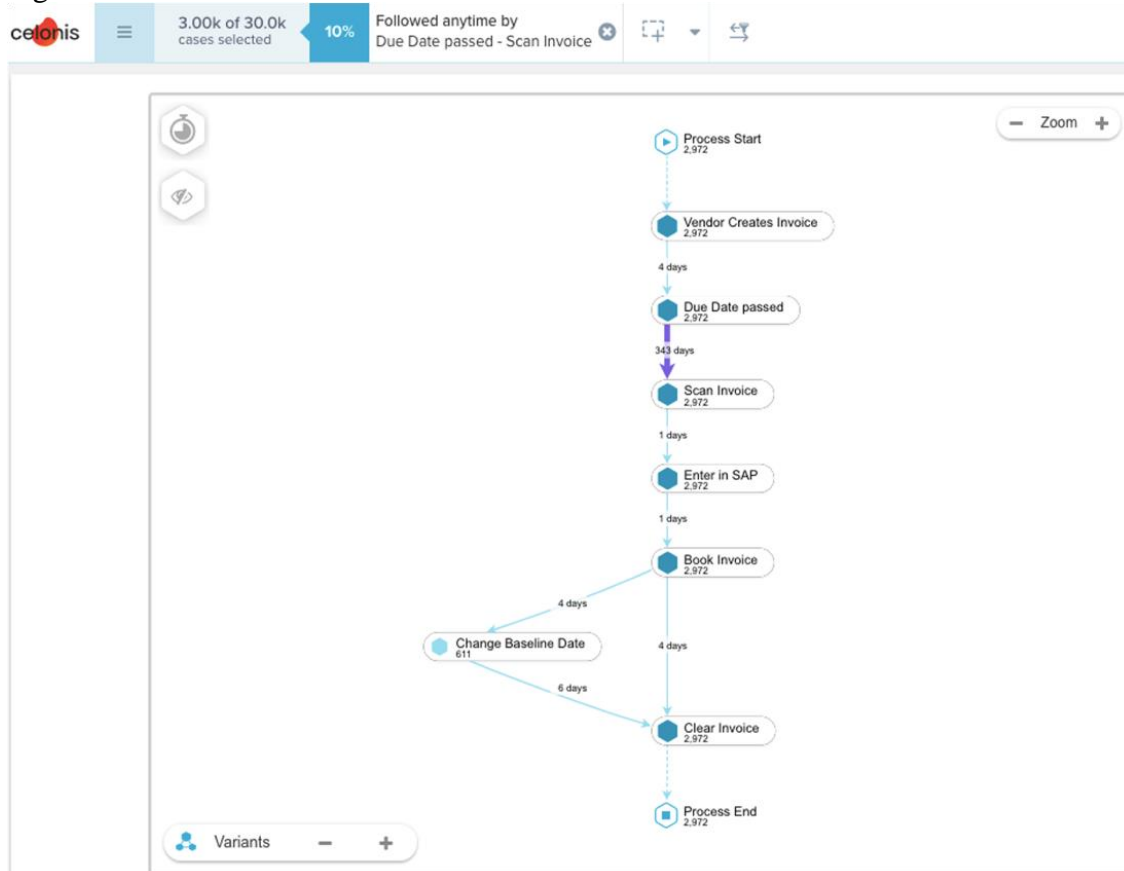 celonis
3.00k of 30.0k
cases selected
10%
Followed anytime by
Due Date passed - Scan Invoice
Zoom
Process Start
2,972
Vendor Creates Invoice
2,972
4 days
Due Date passed
2,972
343 days
Scan Invoice
2,972
1 days
Enter in SAP
2,972
1 days
Book Invoice
2,972
4 days
Change Baseline Date
611
4 days
6 days
Clear Invoice
2,972
Process End
2,972
Variants